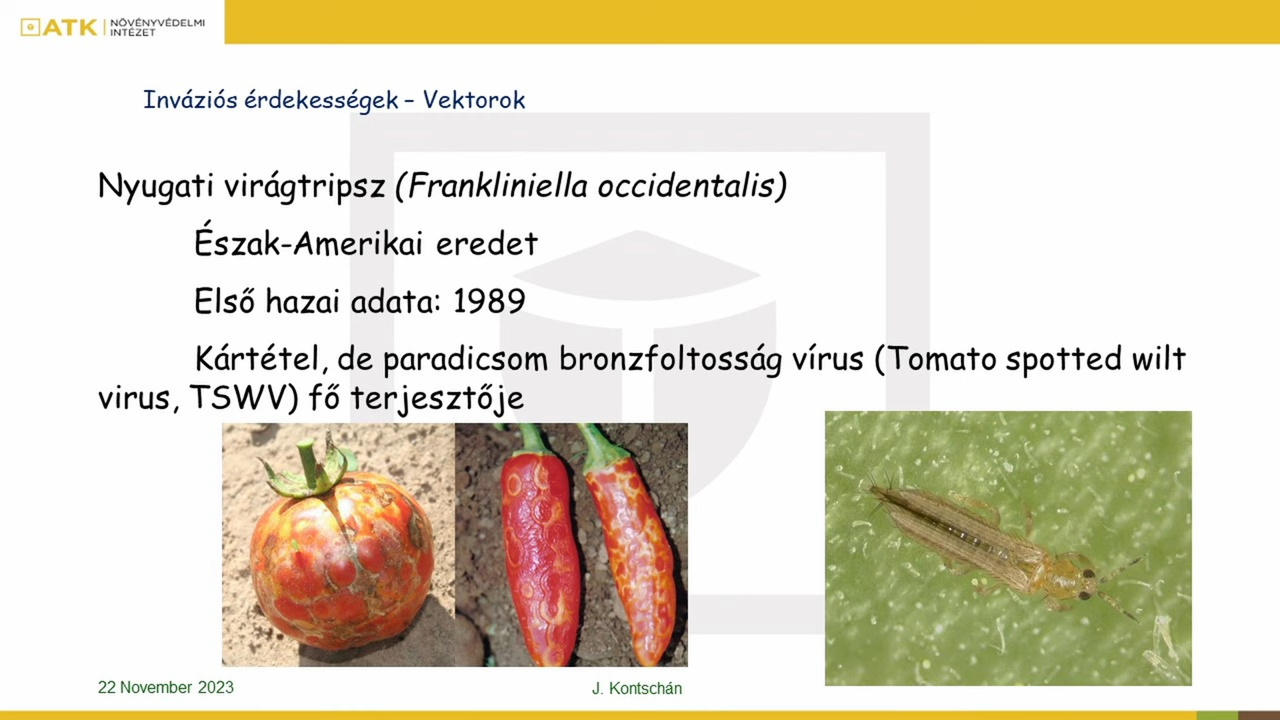 ATK NÖVÉNYVÉDELMI
INTÉZET
Inváziós érdekességek – Vektorok
Nyugati virágtripsz (Frankliniella occidentalis)
Észak-Amerikai eredet
Első hazai adata: 1989
Kártétel, de paradicsom bronzfoltosság vírus (Tomato spotted wilt
virus, TSWV) fő terjesztője
22 November 2023
J. Kontschán